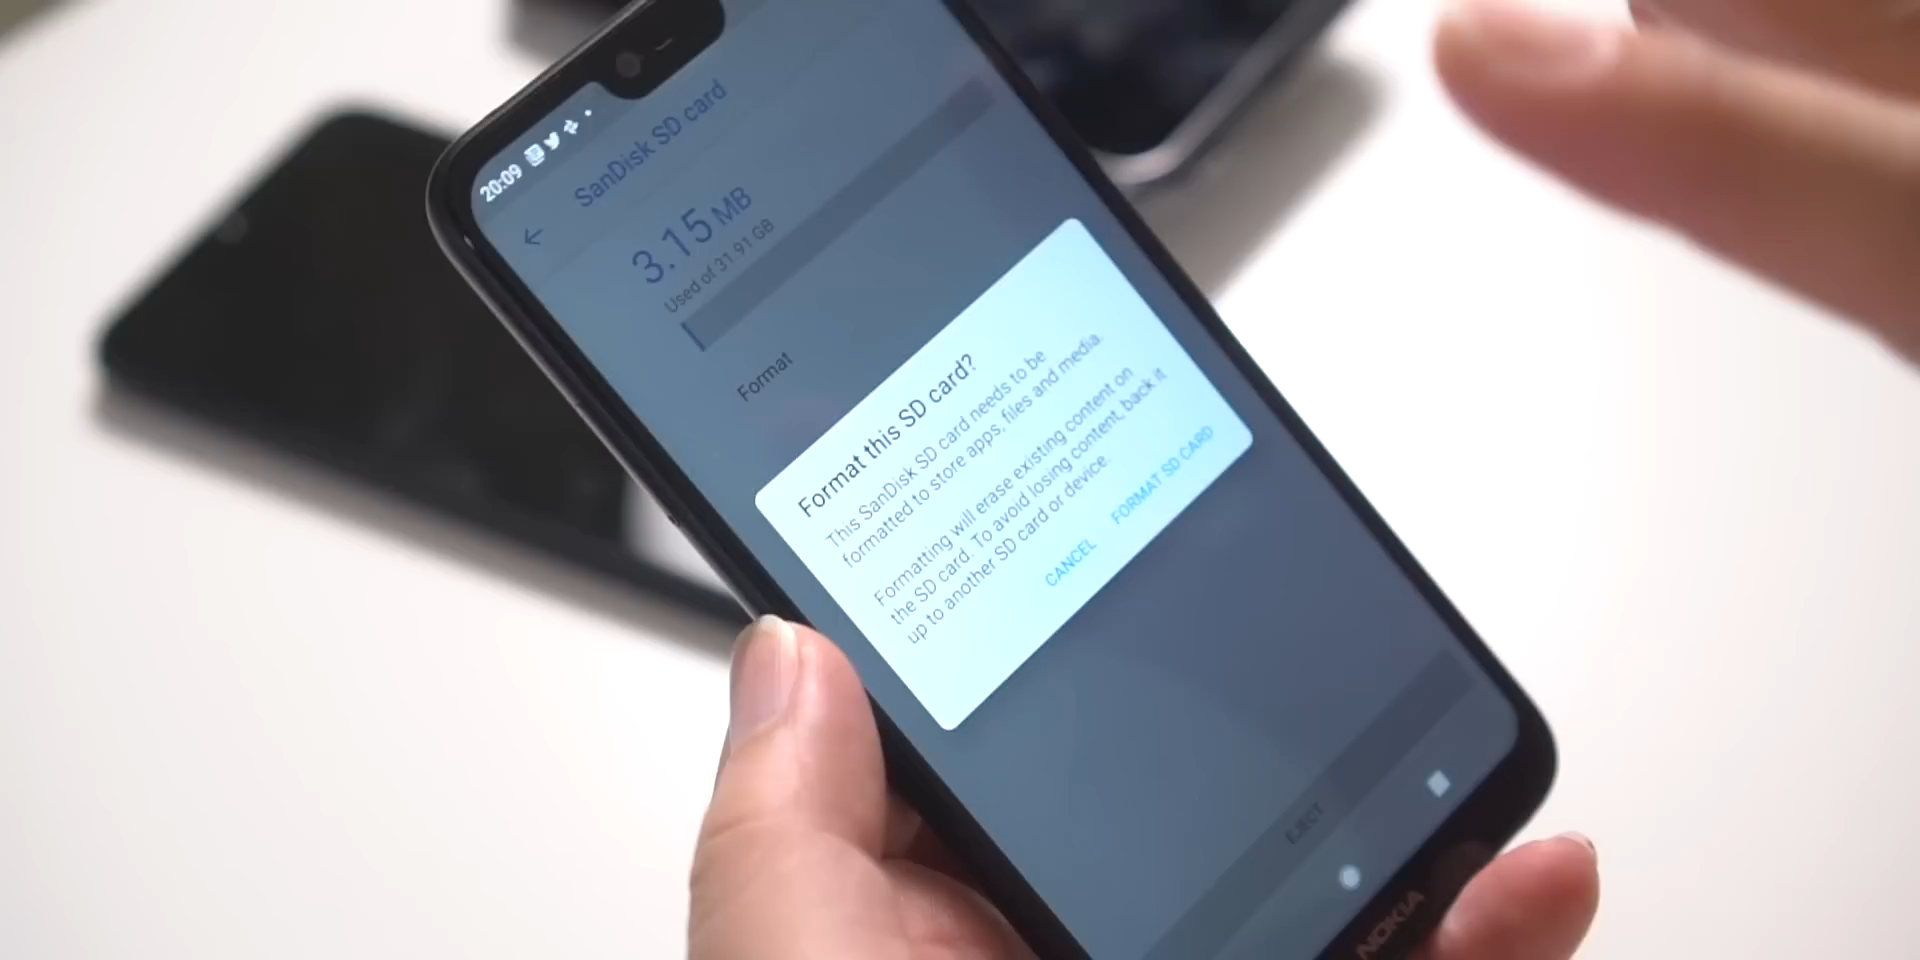 20:09
SanDisk SD card
3.15 MB
Used of 31.91 GB
Format
Format this SD card?
This SanDisk SD card needs to be
formatted to store apps, files and media.
Formatting will erase existing content on
the SD card. To avoid losing content, back it
up to another SD card or device.
CANCEL FORMAT SD CARD
EJECT
NOKIA